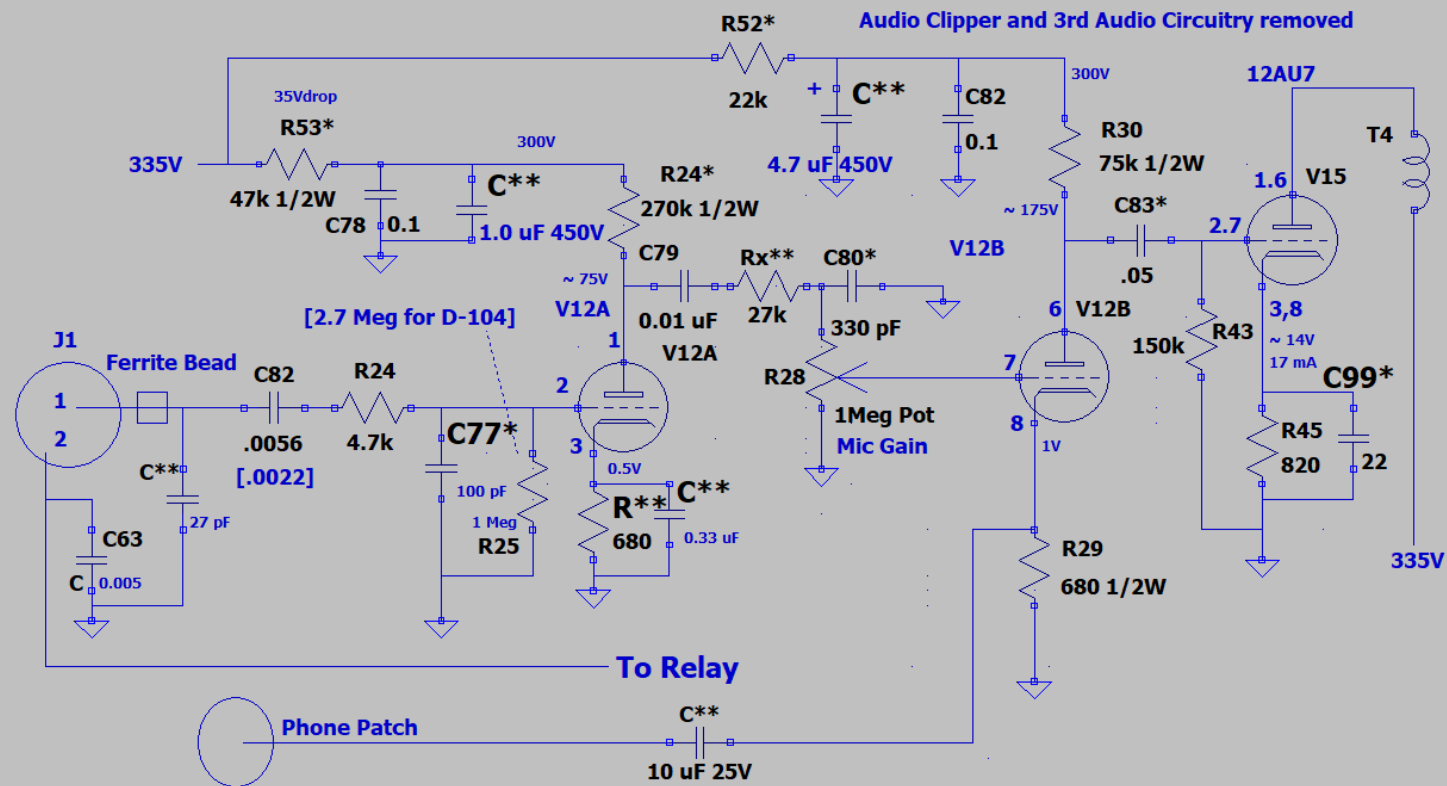 Audio Clipper and 3rd Audio Circuitry removed
R52*
22k
300V
12AU7
+
C**
4.7 uF 450V
C82
0.1
R30
75k 1/2W
T4
35Vdrop
R53*
335V
47k 1/2W
300V
C78
0.1
C**
1.0 uF 450V
R24*
270k 1/2W
1.6
V15
~ 175V
C83*
.05
2.7
V12B
C79
0.01 uF
Rx**
27k
C80*
330 pF
~ 75V
V12A
V12A
1
[2.7 Meg for D-104]
6
V12B
3,8
~ 14V
17 mA
R43
150k
J1
Ferrite Bead
1
2
C82
.0056
[.0022]
R24
4.7k
2
3
0.5V
R28
1Meg Pot
Mic Gain
7
8
1V
C99*
22
R45
820
C77*
100 pF
1 Meg
R25
C**
27 pF
R**
680
C**
0.33 uF
C63
C
0.005
R29
680 1/2W
335V
To Relay
Phone Patch
C**
10 uF 25V